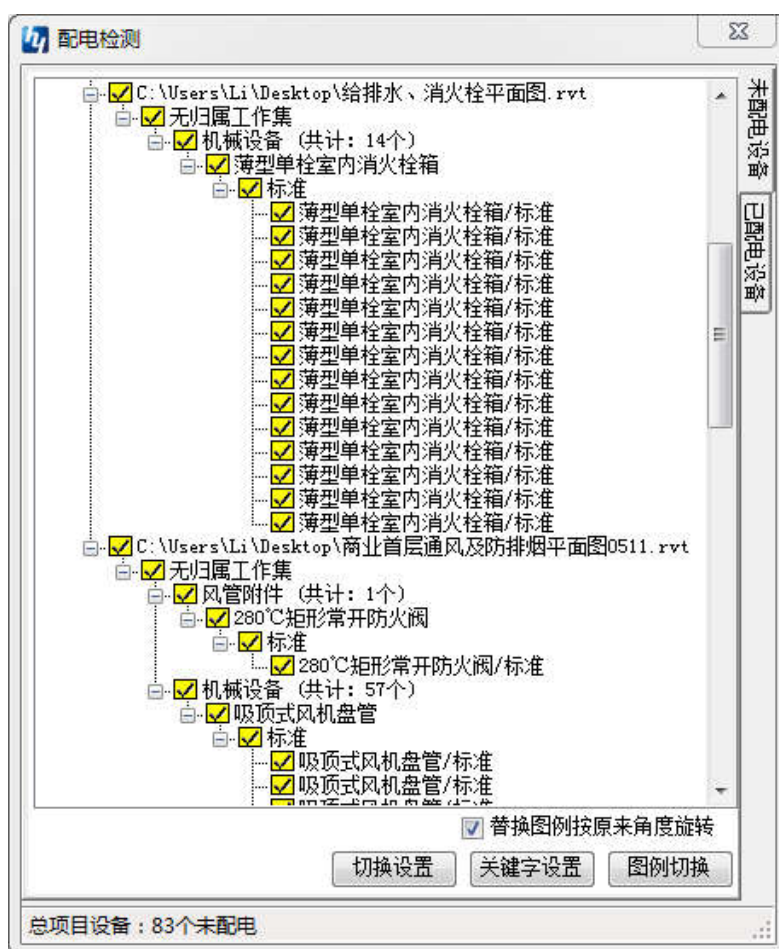 配电检测
C:\Users\Li\Desktop\给排水、消火栓平面图.rvt
无归属工作集
机械设备 (共计: 14个)
薄型单栓室内消火栓箱
标准
薄型单栓室内消火栓箱/标准
薄型单栓室内消火栓箱/标准
薄型单栓室内消火栓箱/标准
薄型单栓室内消火栓箱/标准
薄型单栓室内消火栓箱/标准
薄型单栓室内消火栓箱/标准
薄型单栓室内消火栓箱/标准
薄型单栓室内消火栓箱/标准
薄型单栓室内消火栓箱/标准
薄型单栓室内消火栓箱/标准
薄型单栓室内消火栓箱/标准
薄型单栓室内消火栓箱/标准
薄型单栓室内消火栓箱/标准
薄型单栓室内消火栓箱/标准
C:\Users\Li\Desktop\商业首层通风及防排烟平面图0511.rvt
无归属工作集
风管附件 (共计: 1个)
280℃矩形常开防火阀
标准
280℃矩形常开防火阀/标准
机械设备 (共计: 57个)
吸顶式风机盘管
标准
吸顶式风机盘管/标准
吸顶式风机盘管/标准
未配电设备
已配电设备
替换图例按原来角度旋转
切换设置
关键字设置
图例切换
总项目设备：83个未配电